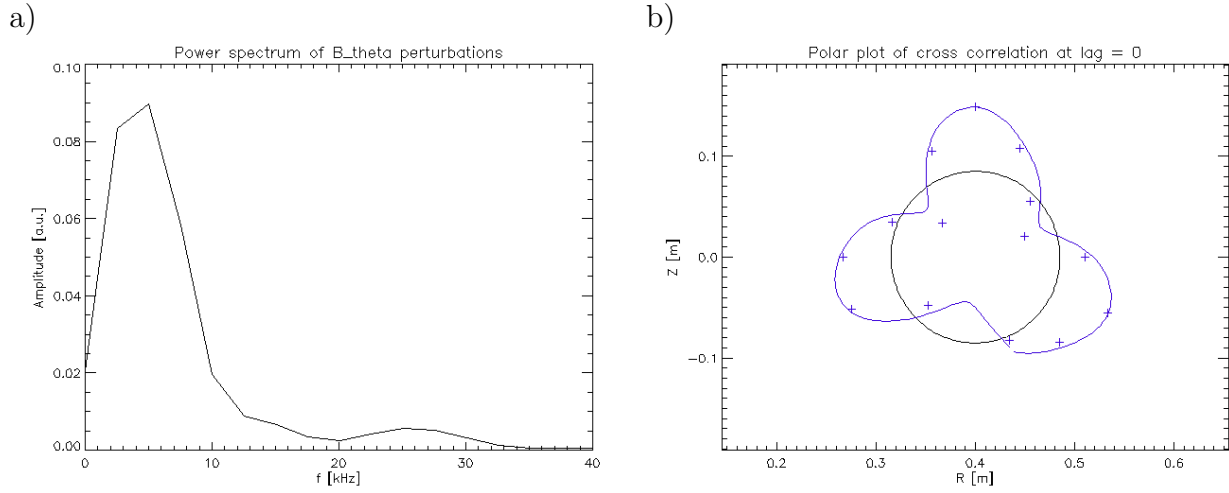 a)
Power spectrum of B_theta perturbations
0.10
0.08
0.06
0.04
0.02
0.00
Amplitude [a.u.]
0
10
20
30
40
f [kHz]
b)
Polar plot of cross correlation at lag = 0
0.1
0.0
−0.1
Z [m]
0.2
0.3
0.4
0.5
0.6
R [m]